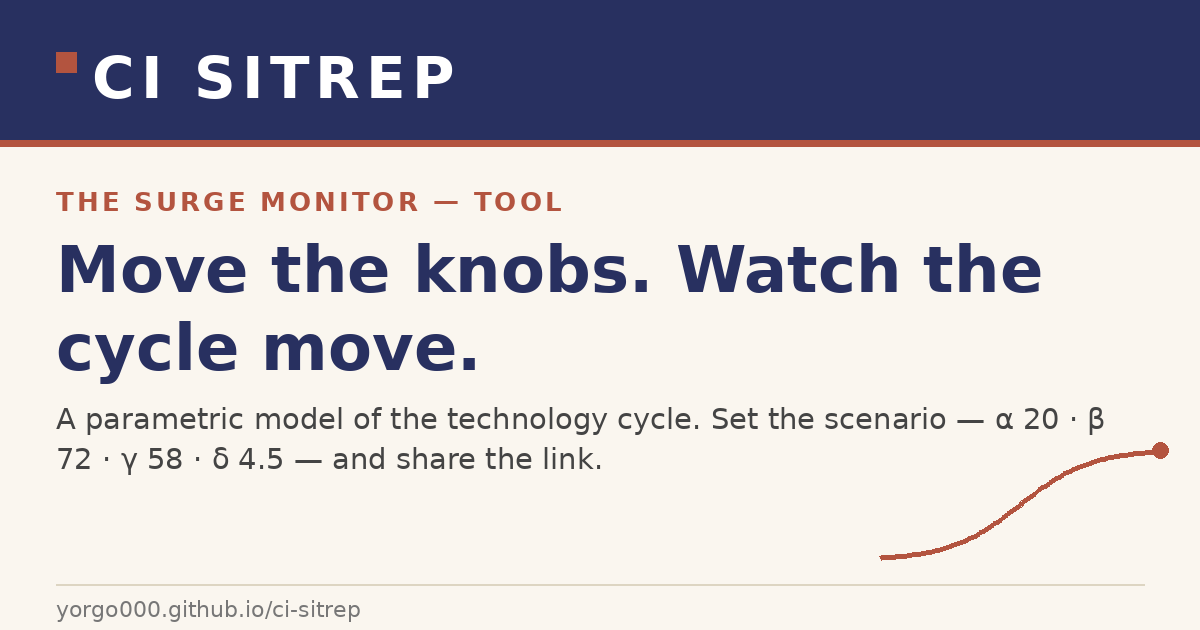 CI SITREP
THE SURGE MONITOR — TOOL
Move the knobs. Watch the
cycle move.
A parametric model of the technology cycle. Set the scenario — α 20 · β
72 · γ 58 · δ 4.5 — and share the link.
yorgo000.github.io/ci-sitrep